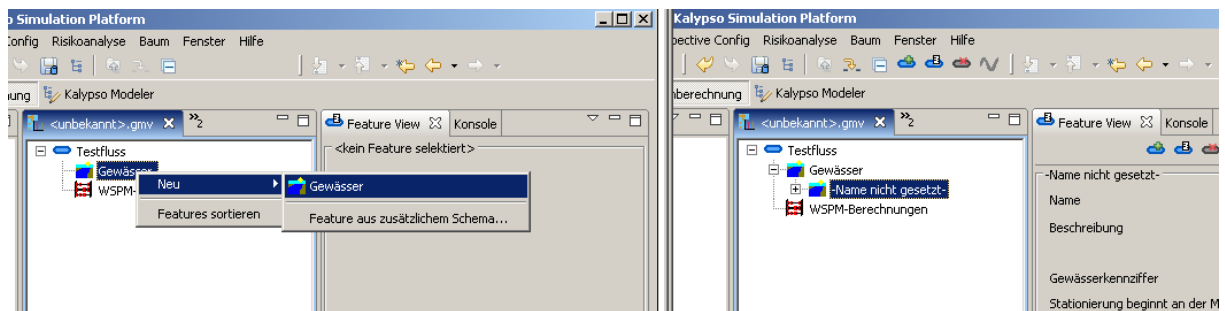 o Simulation Platform
Config Risikoanalyse Baum Fenster Hilfe
ung Kalypso Modeler
<unbekannt>.gmv »2
Feature View Konsole
Testfluss
Gewässer
WSPM-
Neu
Features sortieren
Gewässer
Feature aus zusätzlichem Schema...
<kein Feature selektiert>
Kalypso Simulation Platform
pective Config Risikoanalyse Baum Fenster Hilfe
nberechnung Kalypso Modeler
<unbekannt>.gmv »2
Feature View Konsole
Testfluss
Gewässer
-Name nicht gesetzt-
WSPM-Berechnungen
-Name nicht gesetzt-
Name
Beschreibung
Gewässerkennziffer
Stationierung beginnt an der M